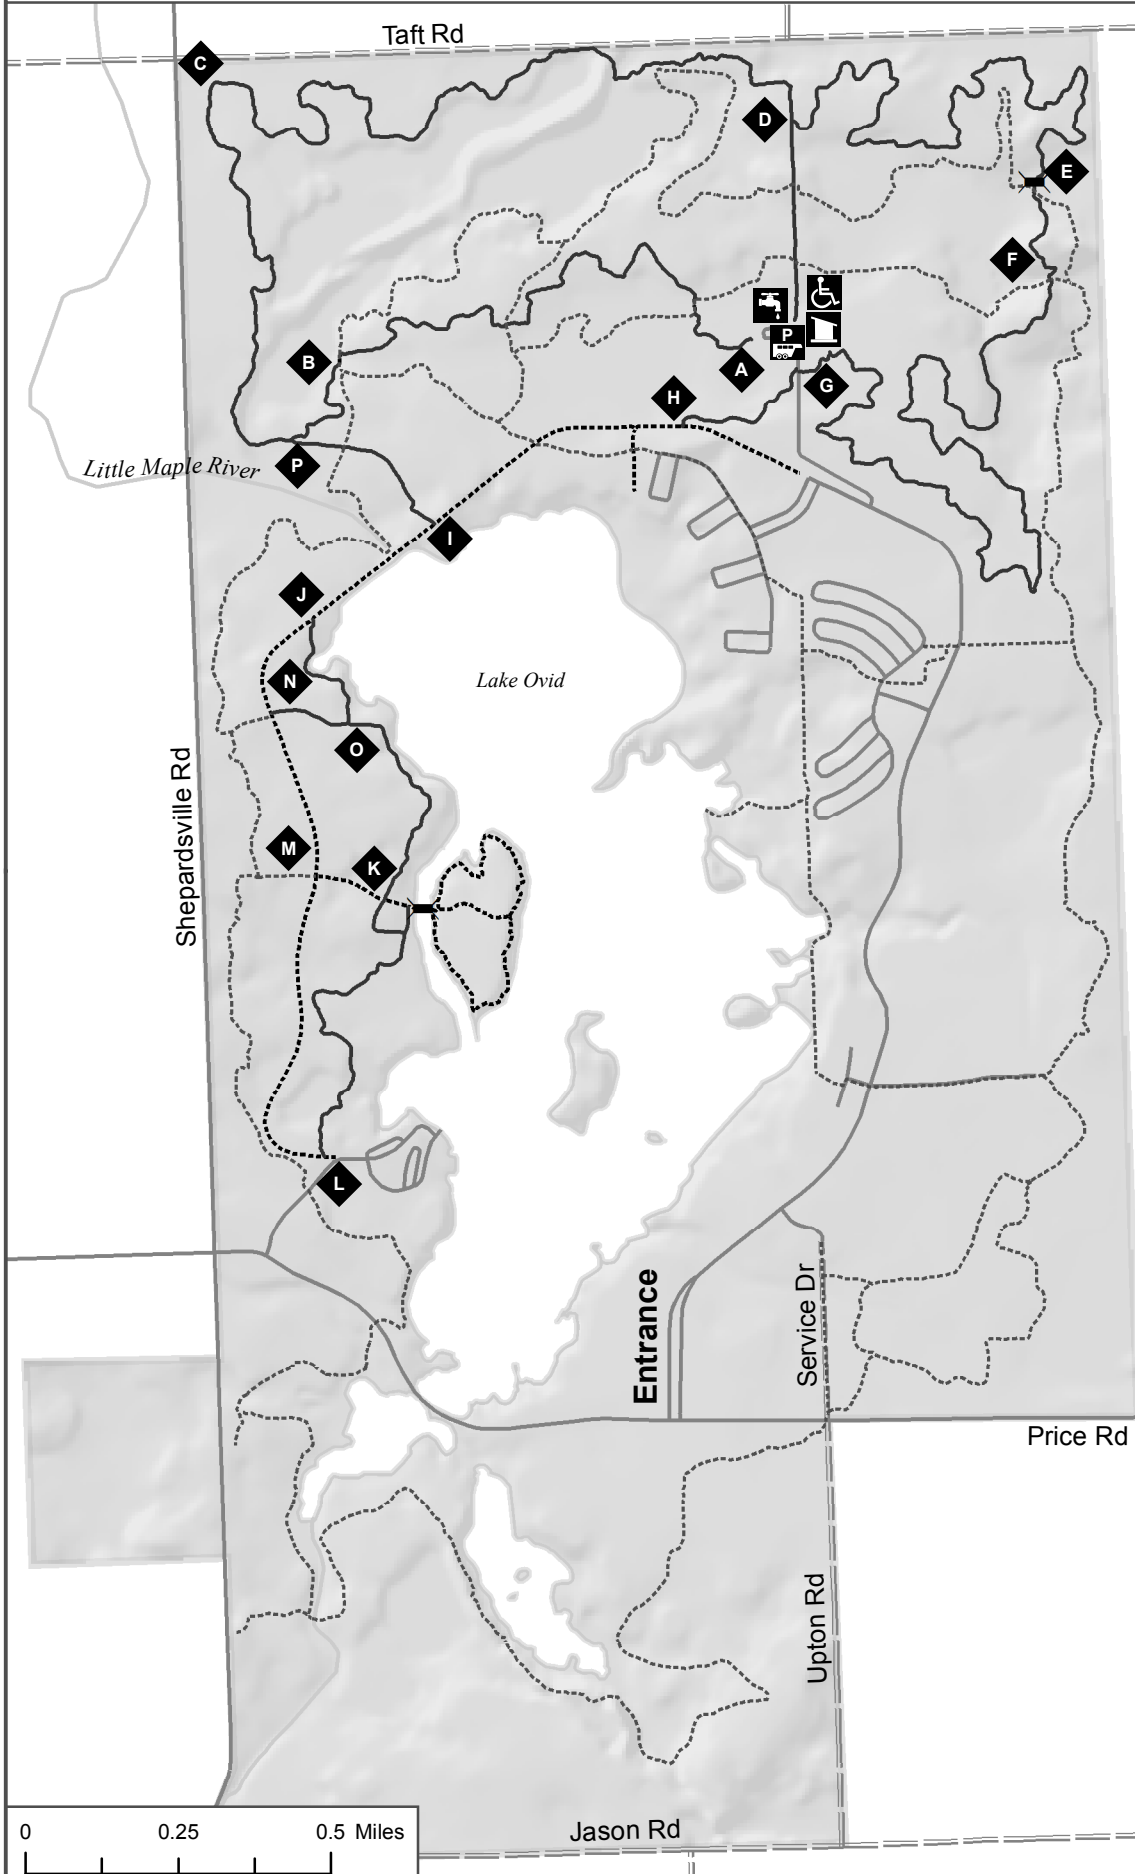 Taft Rd
C
D
E
F
B
P
A
G
H
Little Maple River
P
I
J
Lake Ovid
N
O
Shepardsville Rd
M
K
L
Entrance
Service Dr
Price Rd
Upton Rd
Jason Rd
0 0.25 0.5 Miles